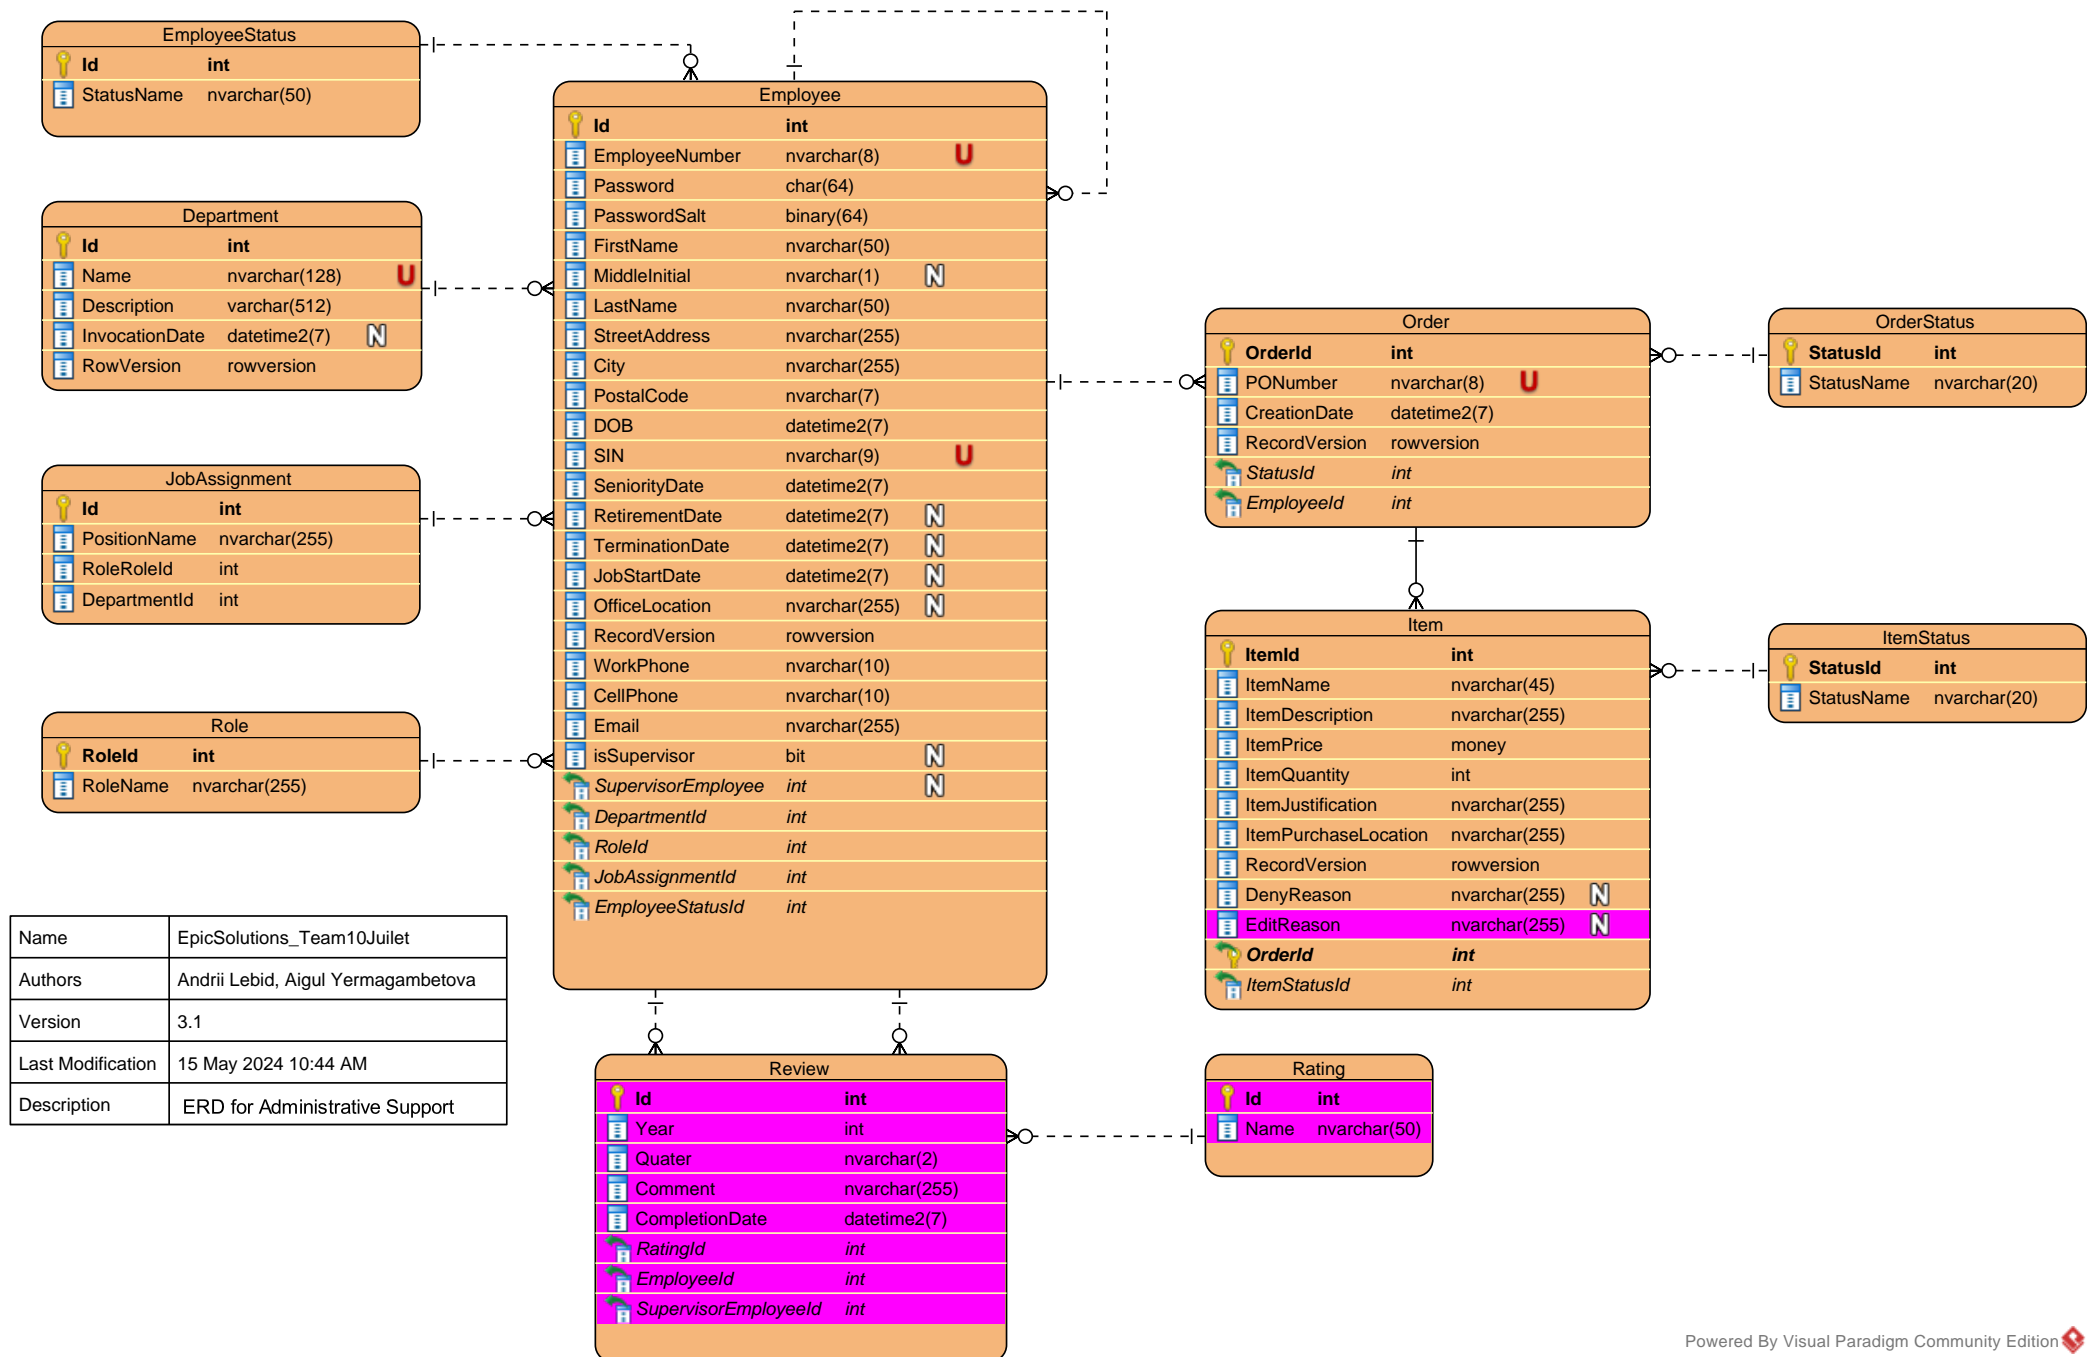 EmployeeStatus
Id int
StatusName nvarchar(50)
Department
Id int
Name nvarchar(128) U
Description varchar(512)
InvocationDate datetime2(7) N
RowVersion rowversion
JobAssignment
Id int
PositionName nvarchar(255)
RoleRoleId int
DepartmentId int
Role
RoleId int
RoleName nvarchar(255)
Employee
Id int
EmployeeNumber nvarchar(8) U
Password char(64)
PasswordSalt binary(64)
FirstName nvarchar(50)
MiddleInitial nvarchar(1) N
LastName nvarchar(50)
StreetAddress nvarchar(255)
City nvarchar(255)
PostalCode nvarchar(7)
DOB datetime2(7)
SIN nvarchar(9) U
SeniorityDate datetime2(7)
RetirementDate datetime2(7) N
TerminationDate datetime2(7) N
JobStartDate datetime2(7) N
OfficeLocation nvarchar(255) N
RecordVersion rowversion
WorkPhone nvarchar(10)
CellPhone nvarchar(10)
Email nvarchar(255)
isSupervisor bit N
SupervisorEmployee int N
DepartmentId int
RoleId int
JobAssignmentId int
EmployeeStatusId int
Order
OrderId int
PONumber nvarchar(8) U
CreationDate datetime2(7)
RecordVersion rowversion
StatusId int
EmployeeId int
OrderStatus
StatusId int
StatusName nvarchar(20)
Item
ItemId int
ItemName nvarchar(45)
ItemDescription nvarchar(255)
ItemPrice money
ItemQuantity int
ItemJustification nvarchar(255)
ItemPurchaseLocation nvarchar(255)
RecordVersion rowversion
DenyReason nvarchar(255) N
EditReason nvarchar(255) N
OrderId int
ItemStatusId int
ItemStatus
StatusId int
StatusName nvarchar(20)
Name EpicSolutions_Team10Juilet
Authors Andrii Lebid, Aigul Yermagambetova
Version 3.1
Last Modification 15 May 2024 10:44 AM
Description ERD for Administrative Support
Review
Id int
Year int
Quater nvarchar(2)
Comment nvarchar(255)
CompletionDate datetime2(7)
RatingId int
EmployeeId int
SupervisorEmployeeId int
Rating
Id int
Name nvarchar(50)
Powered By Visual Paradigm Community Edition